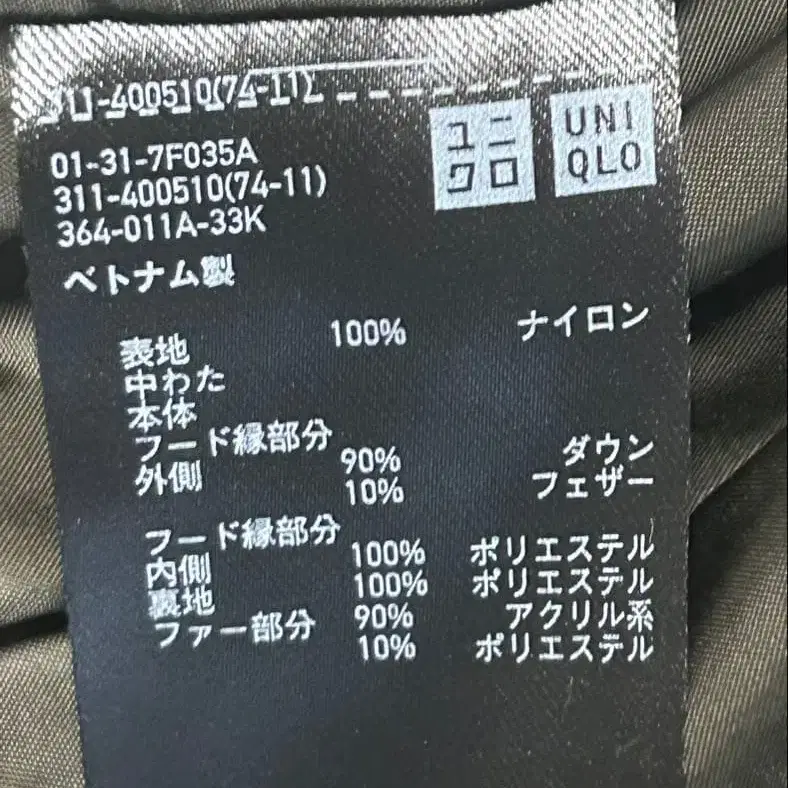 311-400510(74-11)
ユニ
クロ
UNI
QLO
01-31-7F035A
311-400510(74-11)
364-011A-33K
ベトナム製
表地 100% ナイロン
中わた
本体
フード縁部分
外側 90% ダウン
10% フェザー
フード縁部分
内側 100% ポリエステル
裏地 100% ポリエステル
ファー部分 90% アクリル系
10% ポリエステル